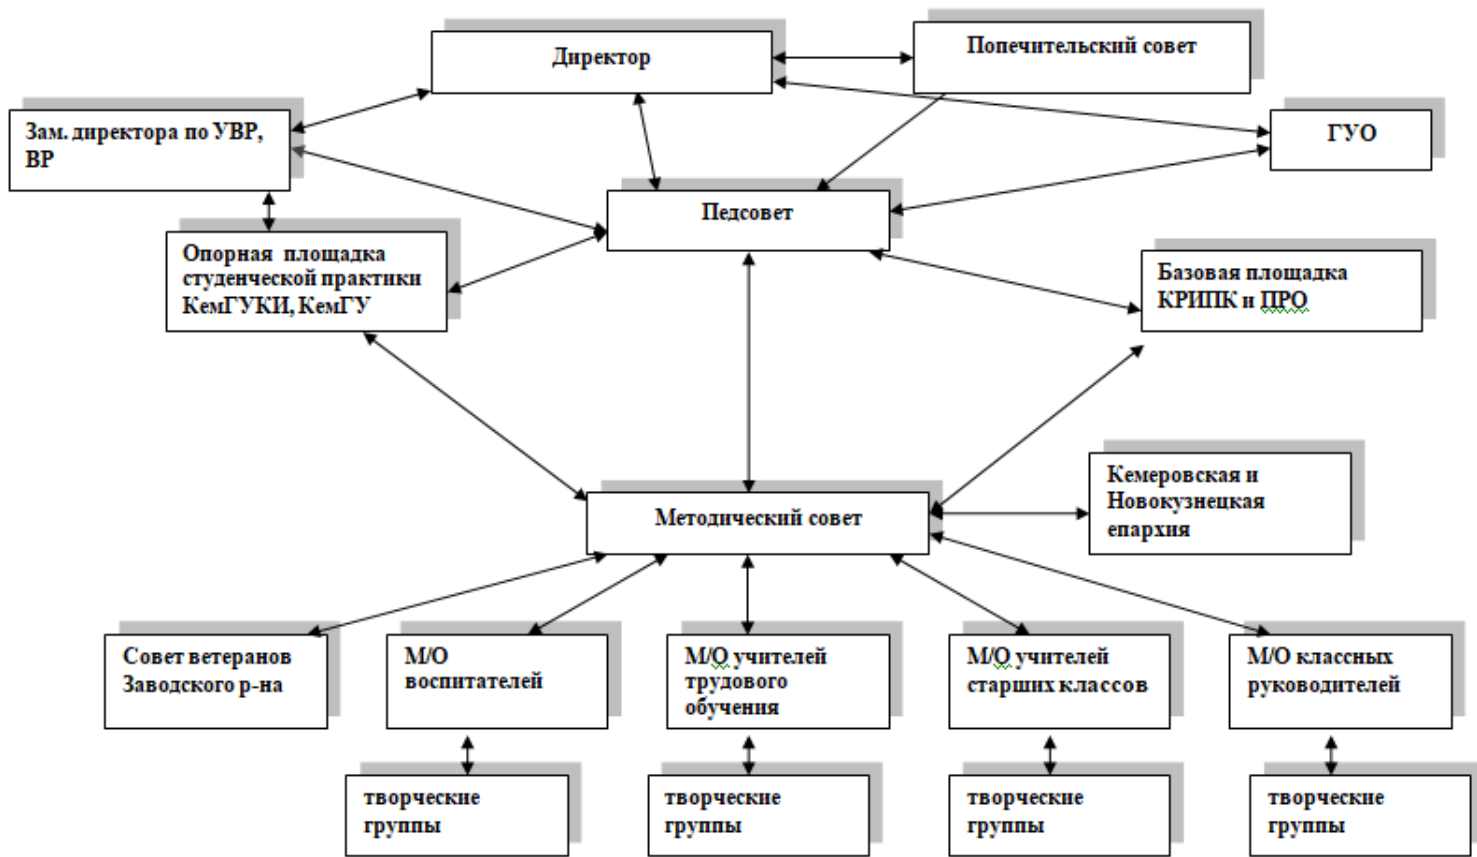 Директор
Попечительский совет
Зам. директора по УВР,
ВР
ГУО
Педсовет
Опорная площадка
студенческой практики
КемГУКИ, КемГУ
Базовая площадка
КРИПК и ПРО
Кемеровская и
Новокузнецкая
епархия
Методический совет
Совет ветеранов
Заводского р-на
М/О
воспитателей
М/О учителей
трудового
обучения
М/О учителей
старших классов
М/О классных
руководителей
творческие
группы
творческие
группы
творческие
группы
творческие
группы